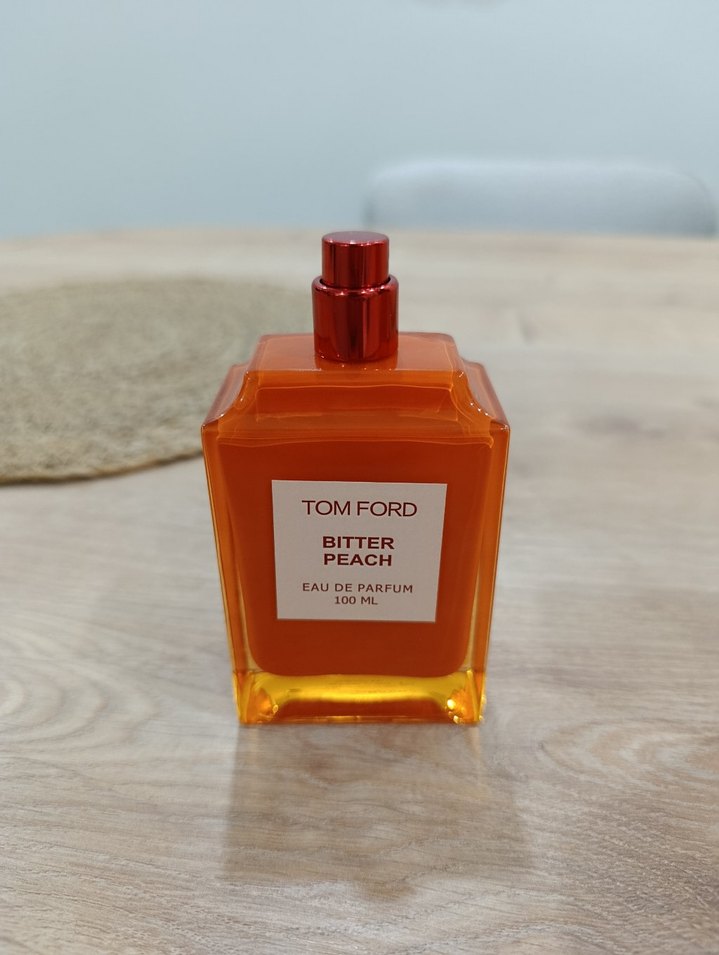 TOM FORD
BITTER
PEACH
EAU DE PARFUM
100 ML